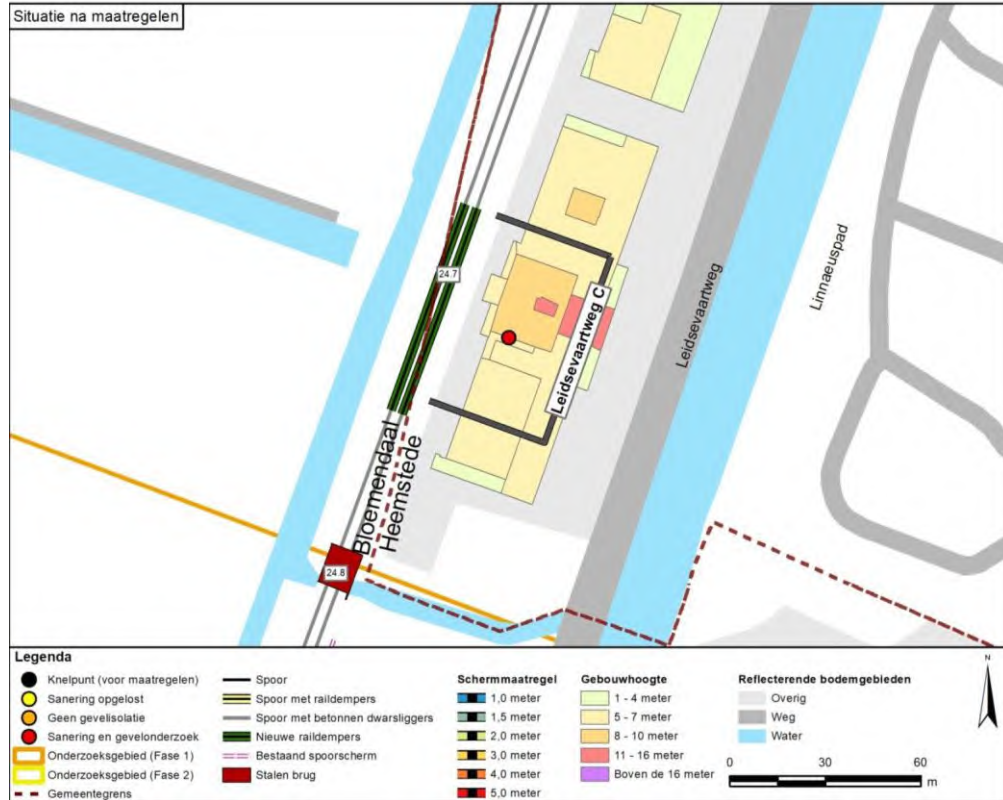 Situatie na maatregelen
24.7
Leidsevaartweg C
Leidsevaartweg
Linnaeuspad
Bloemendaal
Heemstede
24.8
Legenda
Knelpunt (voor maatregelen)
Sanering opgelost
Geen gevelisolatie
Sanering en gevelonderzoek
Onderzoeksgebied (Fase 1)
Onderzoeksgebied (Fase 2)
Gemeentegrens
Spoor
Spoor met raildempers
Spoor met betonnen dwarsliggers
Nieuwe raildempers
Bestaand spoorscherm
Stalen brug
Schermmaatregel
1,0 meter
1,5 meter
2,0 meter
3,0 meter
4,0 meter
5,0 meter
Gebouwhoogte
1 - 4 meter
5 - 7 meter
8 - 10 meter
11 - 16 meter
Boven de 16 meter
Reflecterende bodemgebieden
Overig
Weg
Water
N
0 30 60
m